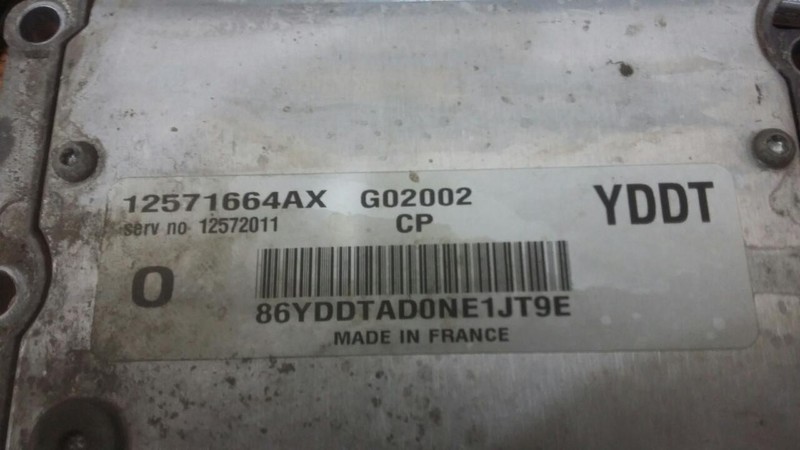 12571664AX G02002 YDDT
serv no 12572011 CP
0
86YDDTAD0NE1JT9E
MADE IN FRANCE